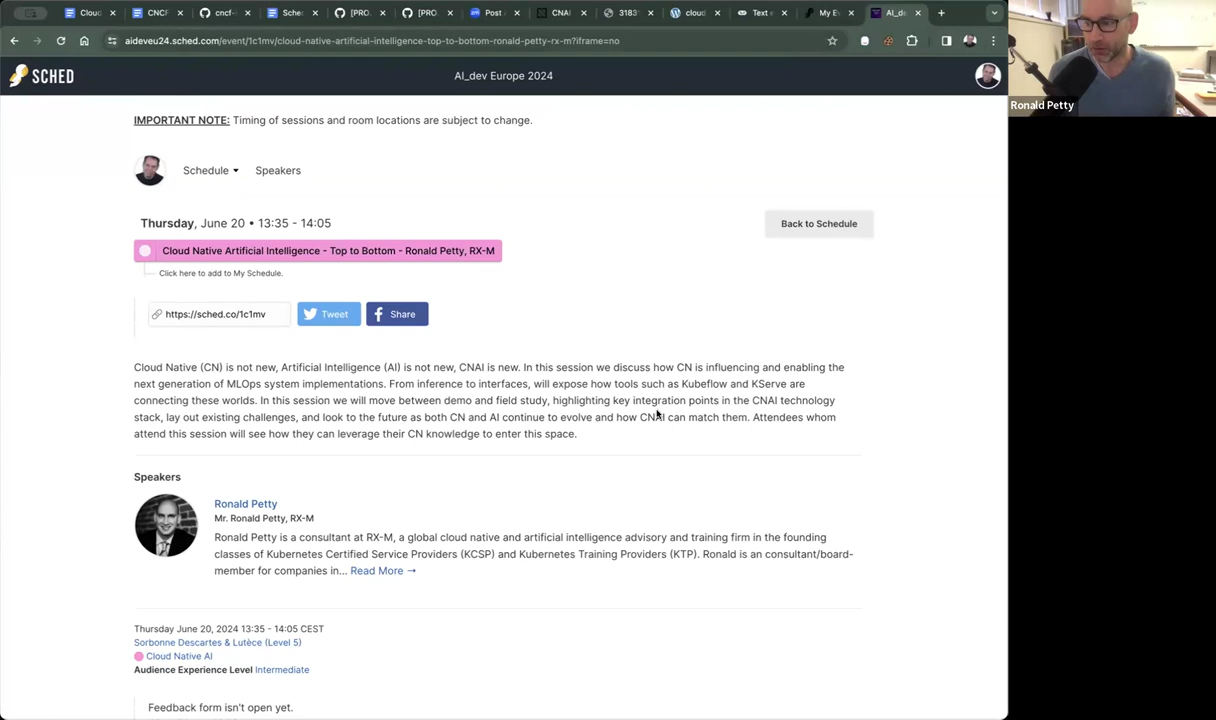 Cloud
CNCF
cncf-
Sche
[PRO
[PRO
Post
CNAI
3183
cloud
Text e
My E
AI_de
aideveu24.sched.com/event/1c1mv/cloud-native-artificial-intelligence-top-to-bottom-ronald-petty-rx-m?iframe=no
SCHED
AI_dev Europe 2024
Ronald Petty
IMPORTANT NOTE: Timing of sessions and room locations are subject to change.
Schedule
Speakers
Thursday, June 20 • 13:35 - 14:05
Back to Schedule
Cloud Native Artificial Intelligence - Top to Bottom - Ronald Petty, RX-M
Click here to add to My Schedule.
https://sched.co/1c1mv
Tweet
Share
Cloud Native (CN) is not new, Artificial Intelligence (AI) is not new, CNAI is new. In this session we discuss how CN is influencing and enabling the
next generation of MLOps system implementations. From inference to interfaces, will expose how tools such as Kubeflow and KServe are
connecting these worlds. In this session we will move between demo and field study, highlighting key integration points in the CNAI technology
stack, lay out existing challenges, and look to the future as both CN and AI continue to evolve and how CNAI can match them. Attendees whom
attend this session will see how they can leverage their CN knowledge to enter this space.
Speakers
Ronald Petty
Mr. Ronald Petty, RX-M
Ronald Petty is a consultant at RX-M, a global cloud native and artificial intelligence advisory and training firm in the founding
classes of Kubernetes Certified Service Providers (KCSP) and Kubernetes Training Providers (KTP). Ronald is an consultant/board-
member for companies in... Read More →
Thursday June 20, 2024 13:35 - 14:05 CEST
Sorbonne Descartes & Lutèce (Level 5)
Cloud Native AI
Audience Experience Level Intermediate
Feedback form isn't open yet.